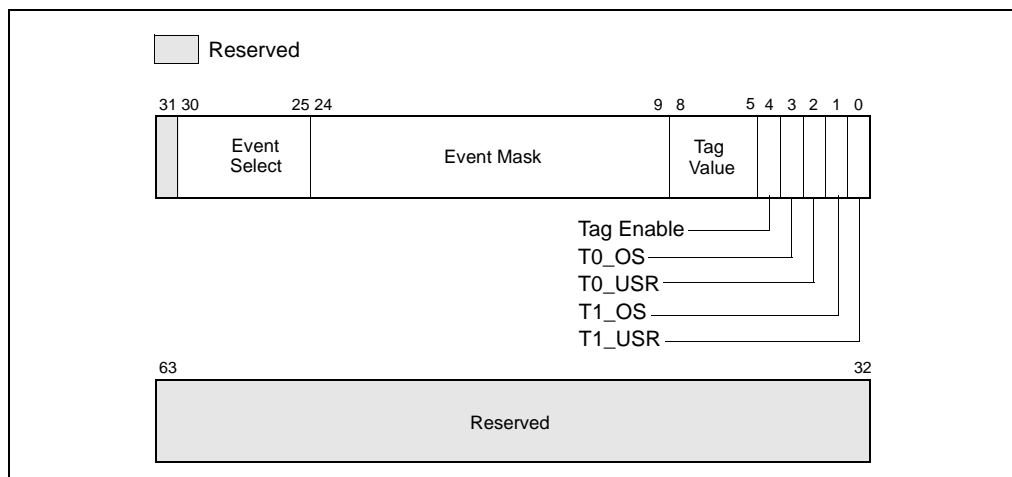 Reserved
31 30 25 24 9 8 5 4 3 2 1 0
Event Select
Event Mask
Tag Value
Tag Enable
T0_OS
T0_USR
T1_OS
T1_USR
63 32
Reserved